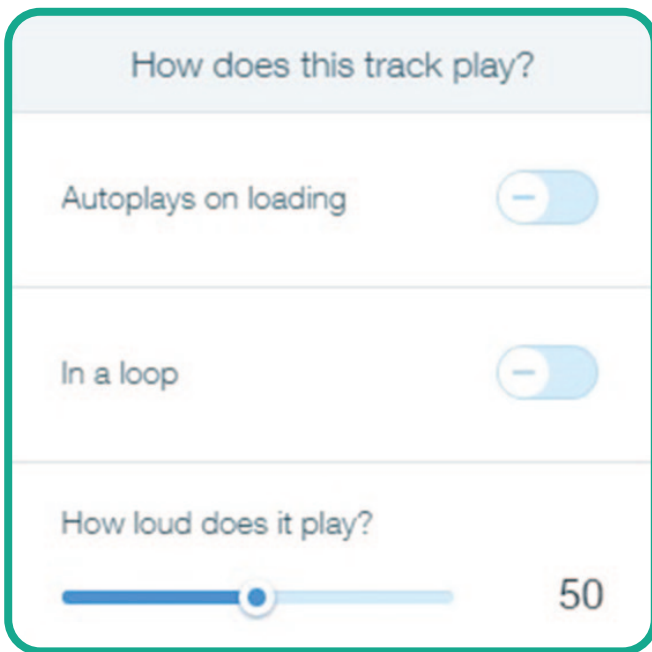 How does this track play?
Autoplays on loading
In a loop
How loud does it play?
50